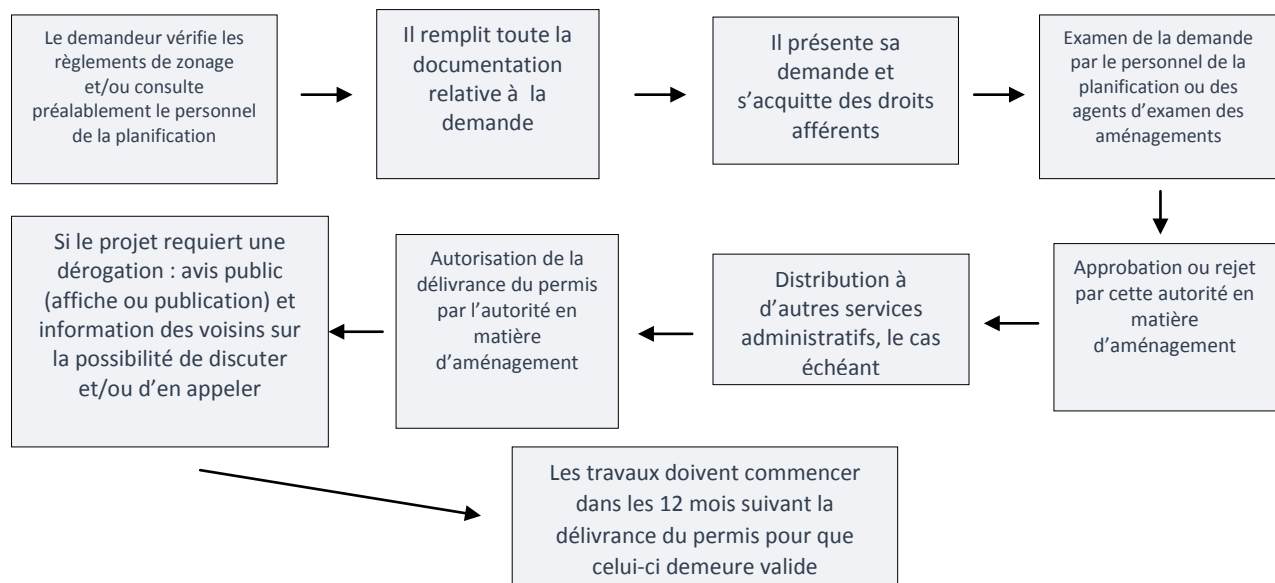 Le demandeur vérifie les
règlements de zonage
et/ou consulte
préalablement le personnel
de la planification
Il remplit toute la
documentation
relative à la
demande
Il présente sa
demande et
s’acquitte des droits
afférents
Examen de la demande
par le personnel de la
planification ou des
agents d’examen des
aménagements
Approbation ou rejet
par cette autorité en
matière
d’aménagement
Distribution à
d’autres services
administratifs, le cas
échéant
Autorisation de la
délivrance du permis
par l’autorité en
matière
d’aménagement
Si le projet requiert une
dérogation : avis public
(affiche ou publication) et
information des voisins sur
la possibilité de discuter
et/ou d’en appeler
Les travaux doivent commencer
dans les 12 mois suivant la
délivrance du permis pour que
celui-ci demeure valide